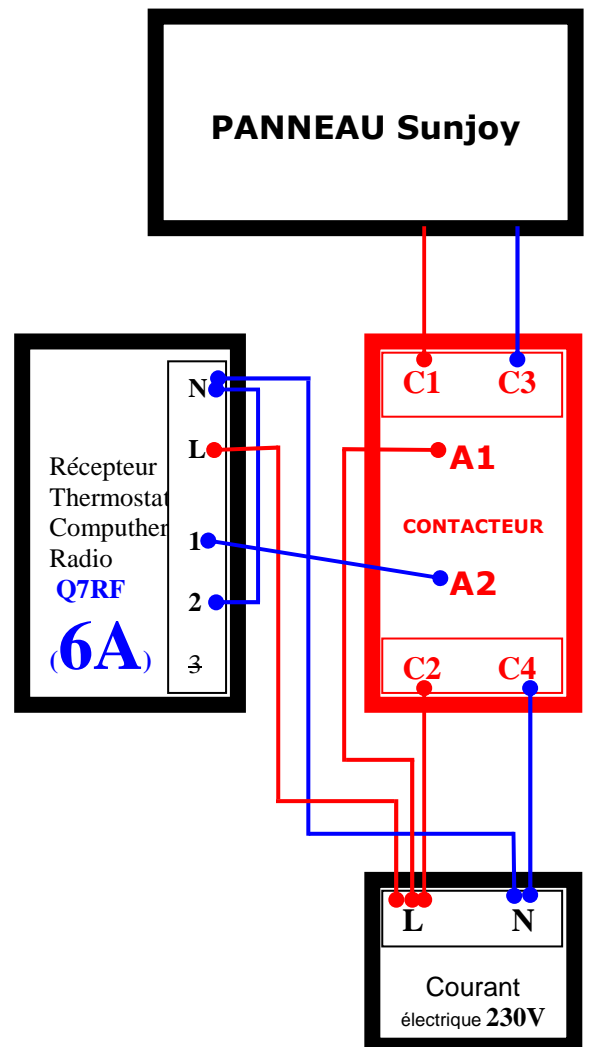 PANNEAU Sunjoy
C1 C3
N
L
A1
Récepteur
Thermostat
Computher
Radio
CONTACTEUR
1
Q7RF
A2
2
(6A)
3
C2 C4
L N
Courant
électrique 230V